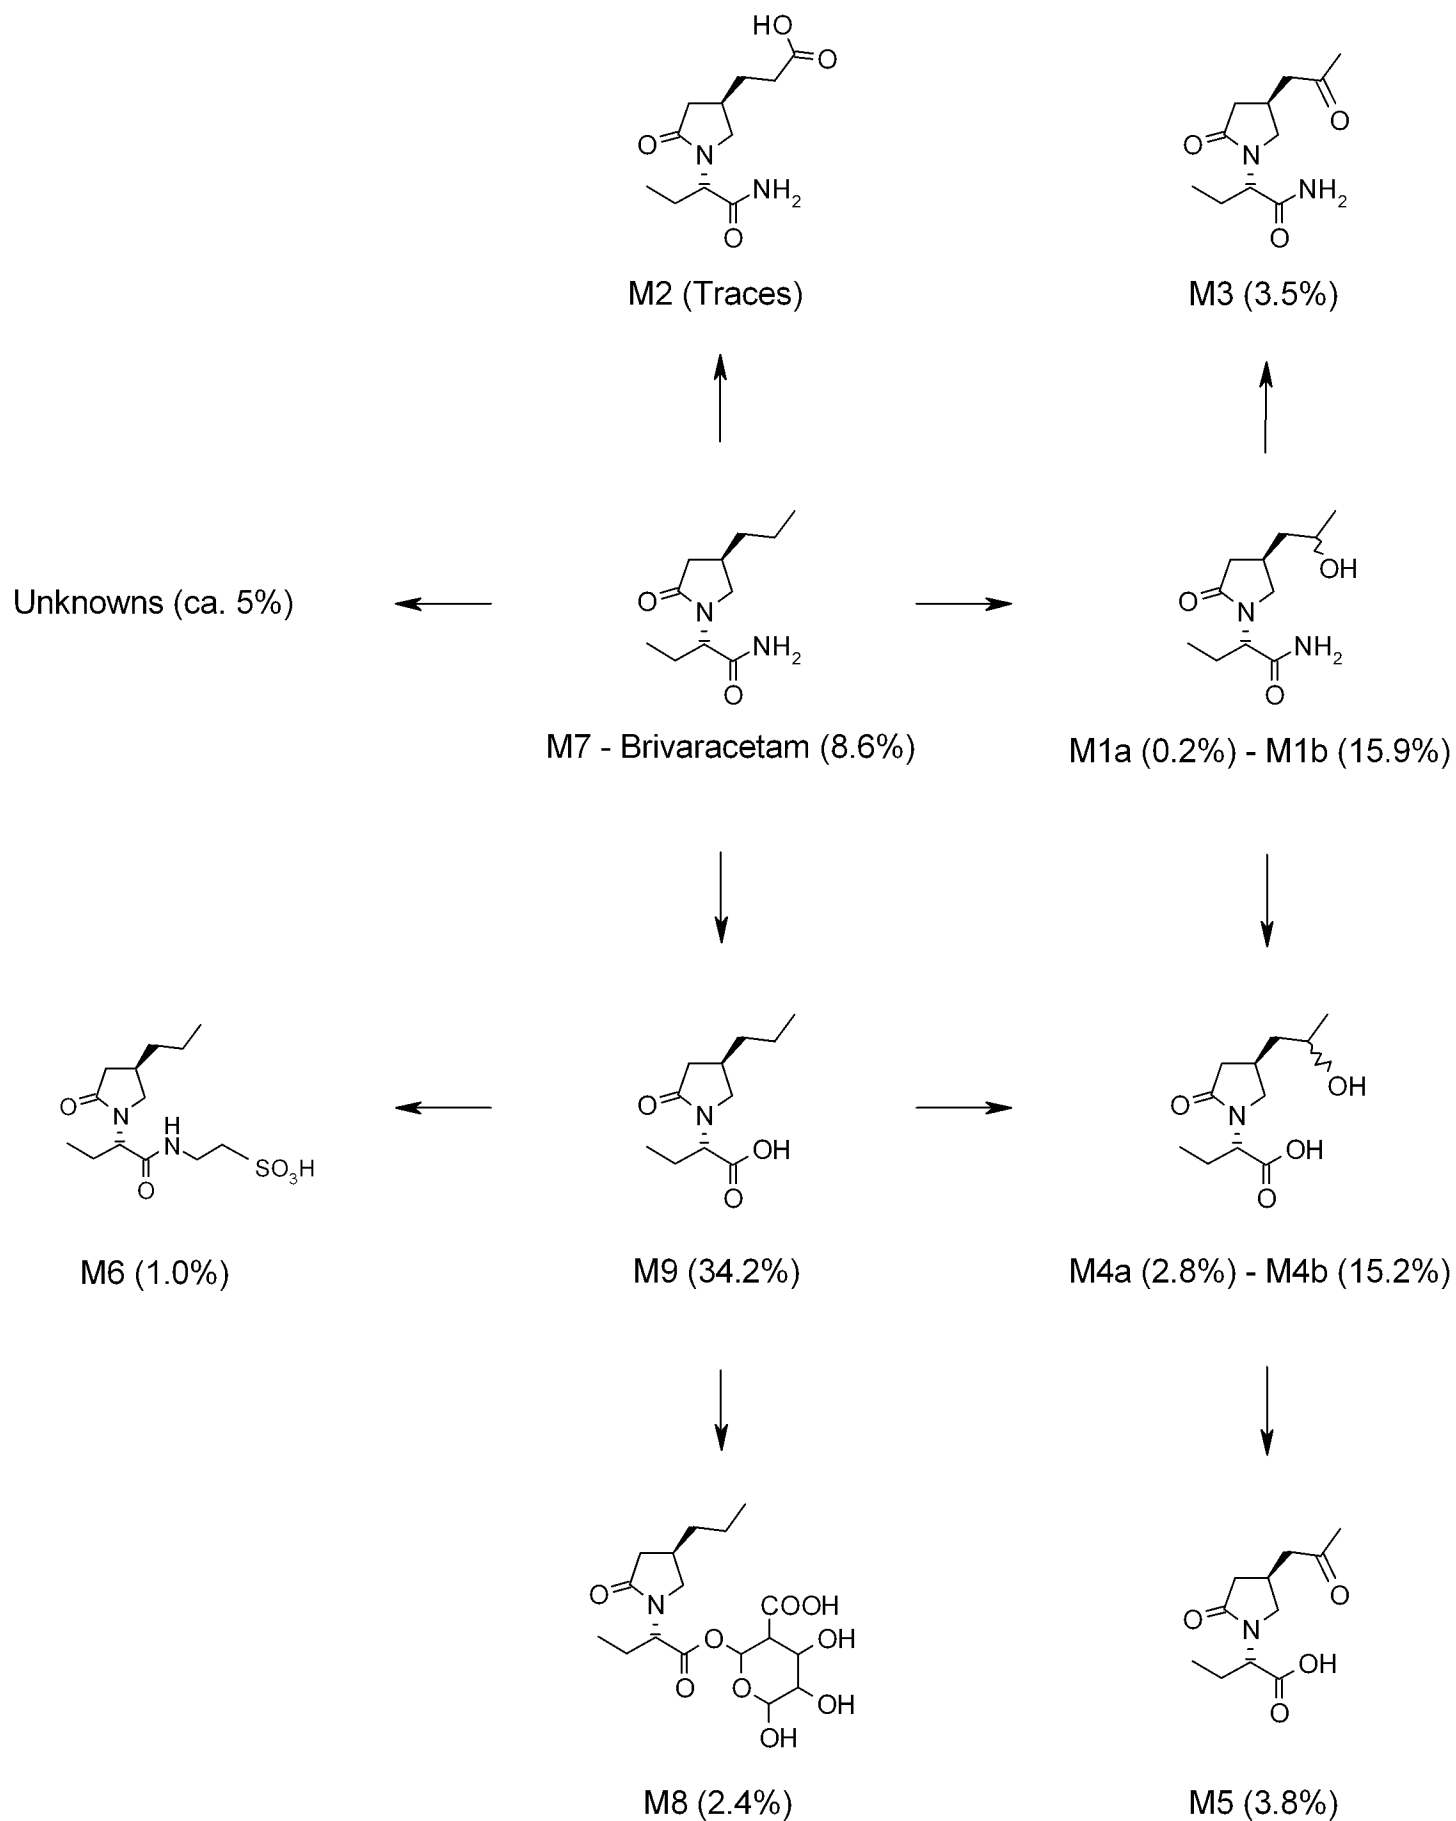 HO
O
O
N
NH2
O
M2 (Traces)
O
O
N
NH2
O
M3 (3.5%)
Unknowns (ca. 5%)
O
N
NH2
O
M7 - Brivaracetam (8.6%)
OH
O
N
NH2
O
M1a (0.2%) - M1b (15.9%)
O
N
H
N
O
SO3H
M6 (1.0%)
O
N
OH
O
M9 (34.2%)
OH
O
N
OH
O
M4a (2.8%) - M4b (15.2%)
O
N
O
O
COOH
OH
O
OH
OH
M8 (2.4%)
O
O
N
OH
O
M5 (3.8%)